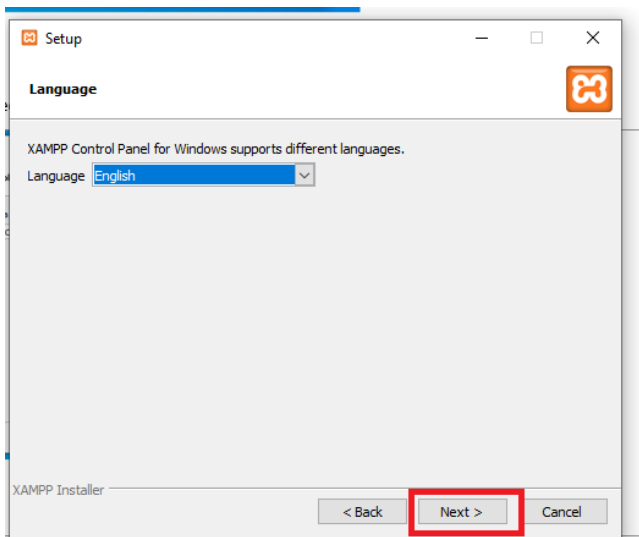 Setup
Language
XAMPP Control Panel for Windows supports different languages.
Language English
XAMPP Installer
< Back Next > Cancel